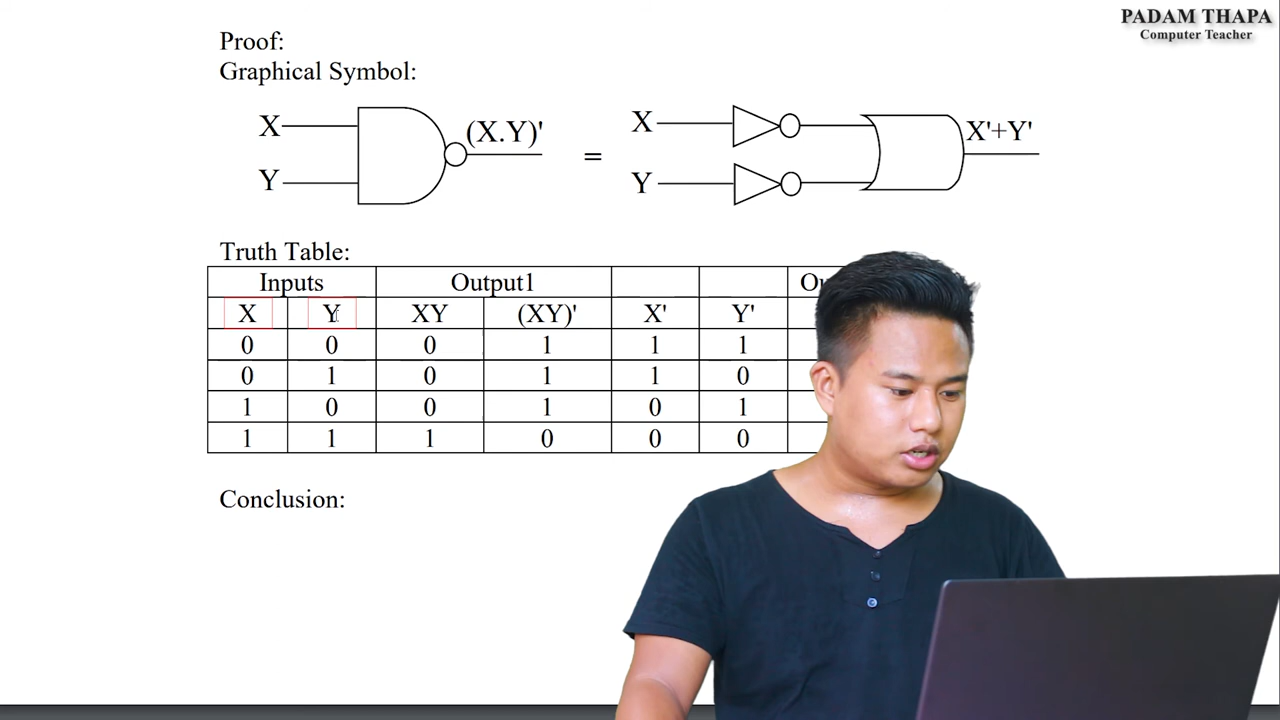 PADAM THAPA
Computer Teacher
Proof:
Graphical Symbol:
X
Y
(X.Y)'
=
X
Y
X'+Y'
Truth Table:
Inputs Output1
X Y XY (XY)' X' Y'
0 0 0 1 1 1
0 1 0 1 1 0
1 0 0 1 0 1
1 1 1 0 0 0
Conclusion: